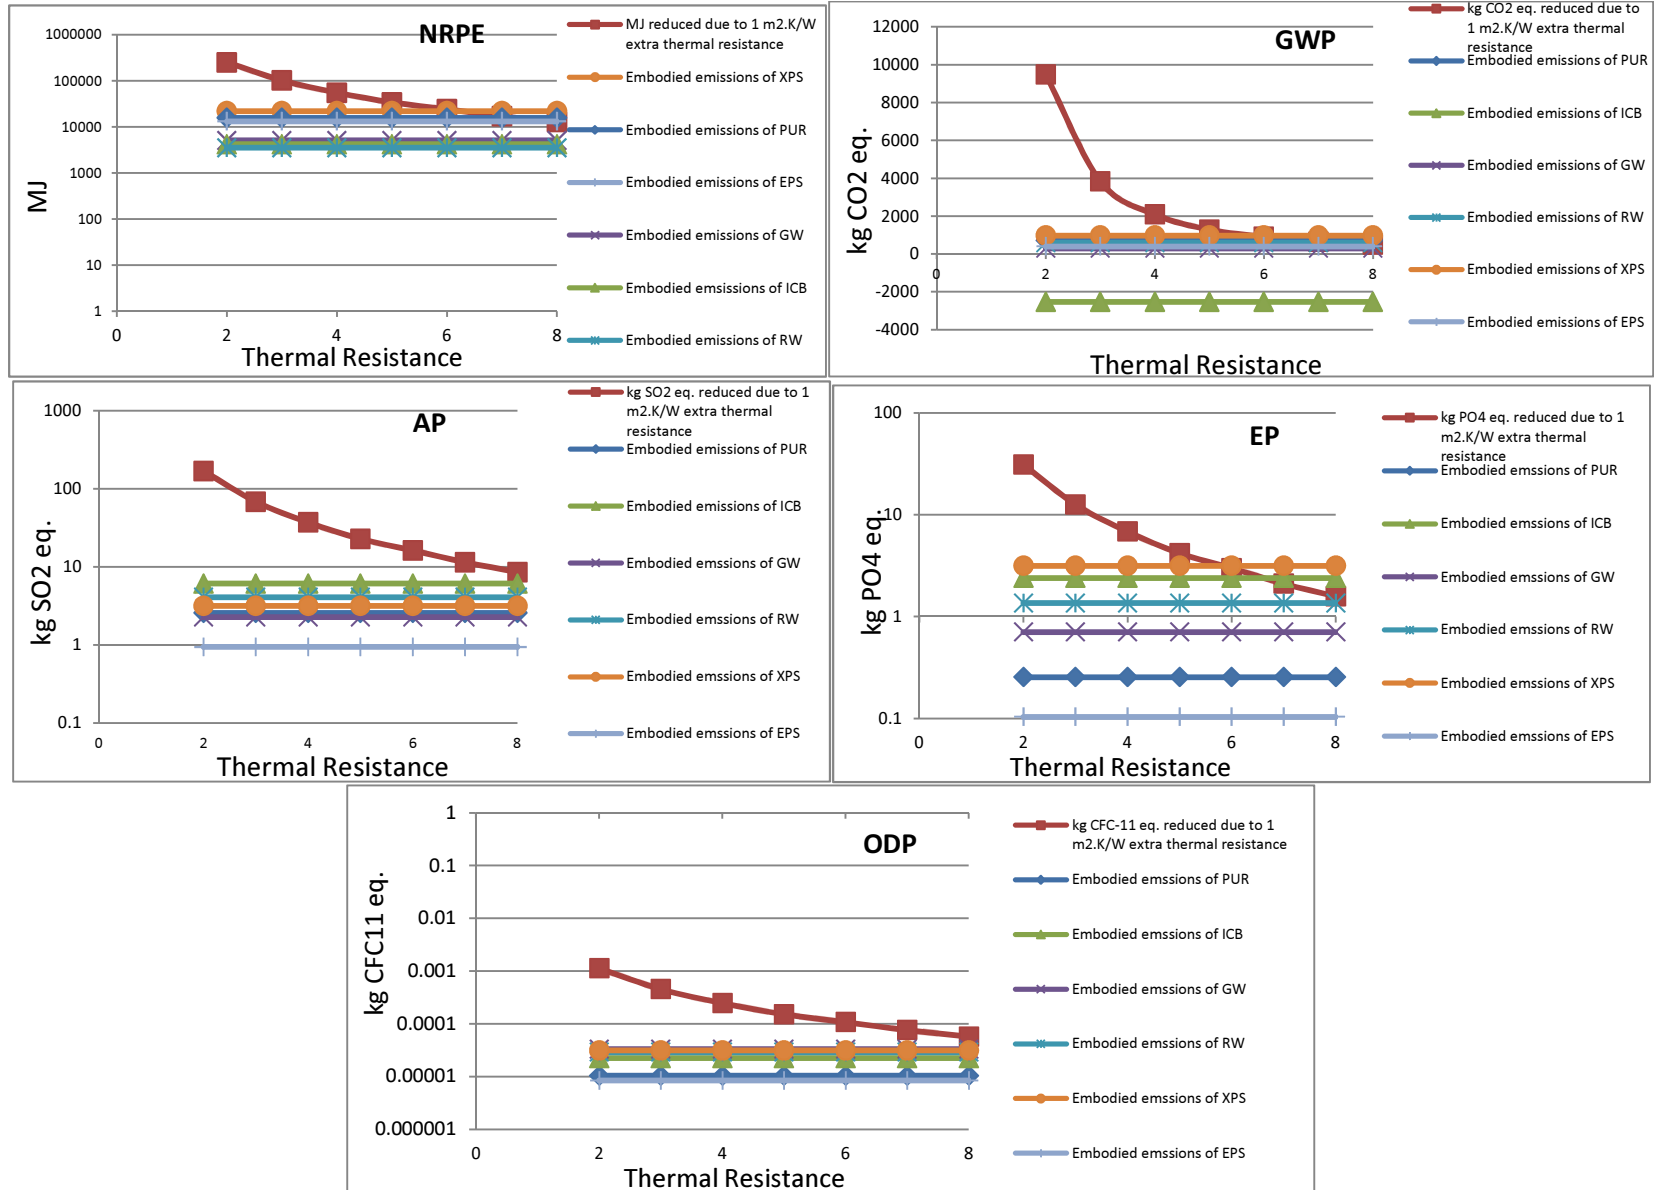 NRPE
1000000
100000
10000
1000
100
10
1
MJ
0
2
4
6
8
Thermal Resistance
MJ reduced due to 1 m2.K/W
extra thermal resistance
Embodied emissions of XPS
Embodied emissions of PUR
Embodied emissions of EPS
Embodied emissions of GW
Embodied emsissions of ICB
Embodied emissions of RW
GWP
12000
10000
8000
6000
4000
2000
0
-2000
-4000
kg CO2 eq.
0
2
4
6
8
Thermal Resistance
kg CO2 eq. reduced due to
1 m2.K/W extra thermal
resistance
Embodied emissions of PUR
Embodied emissions of ICB
Embodied emissions of GW
Embodied emissions of RW
Embodied emissions of XPS
Embodied emissions of EPS
AP
1000
100
10
1
0.1
kg SO2 eq.
0
2
4
6
8
Thermal Resistance
kg SO2 eq. reduced due to 1
m2.K/W extra thermal
resistance
Embodied emssions of PUR
Embodied emssions of ICB
Embodied emssions of GW
Embodied emssions of RW
Embodied emssions of XPS
Embodied emssions of EPS
EP
100
10
1
0.1
kg PO4 eq.
0
2
4
6
8
Thermal Resistance
kg PO4 eq. reduced due to 1
m2.K/W extra thermal
resistance
Embodied emssions of PUR
Embodied emssions of ICB
Embodied emssions of GW
Embodied emssions of RW
Embodied emssions of XPS
Embodied emssions of EPS
ODP
1
0.1
0.01
0.001
0.0001
0.00001
0.000001
kg CFC11 eq.
0
2
4
6
8
Thermal Resistance
kg CFC-11 eq. reduced due to 1
m2.K/W extra thermal resistance
Embodied emssions of PUR
Embodied emssions of ICB
Embodied emssions of GW
Embodied emssions of RW
Embodied emssions of XPS
Embodied emssions of EPS